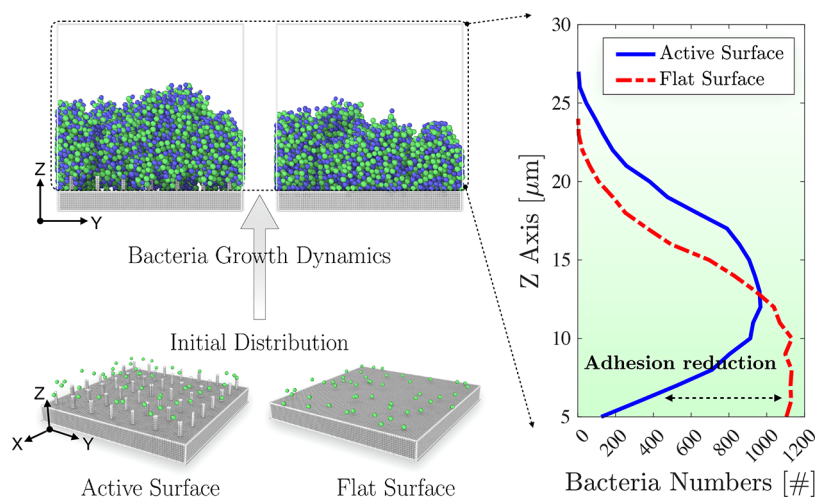 Z
Y
Bacteria Growth Dynamics
Initial Distribution
Z
X
Y
Active Surface
Flat Surface
Active Surface
Flat Surface
Z Axis [μm]
30
25
20
15
10
5
Adhesion reduction
0
200
400
600
800
1000
1200
Bacteria Numbers [#]